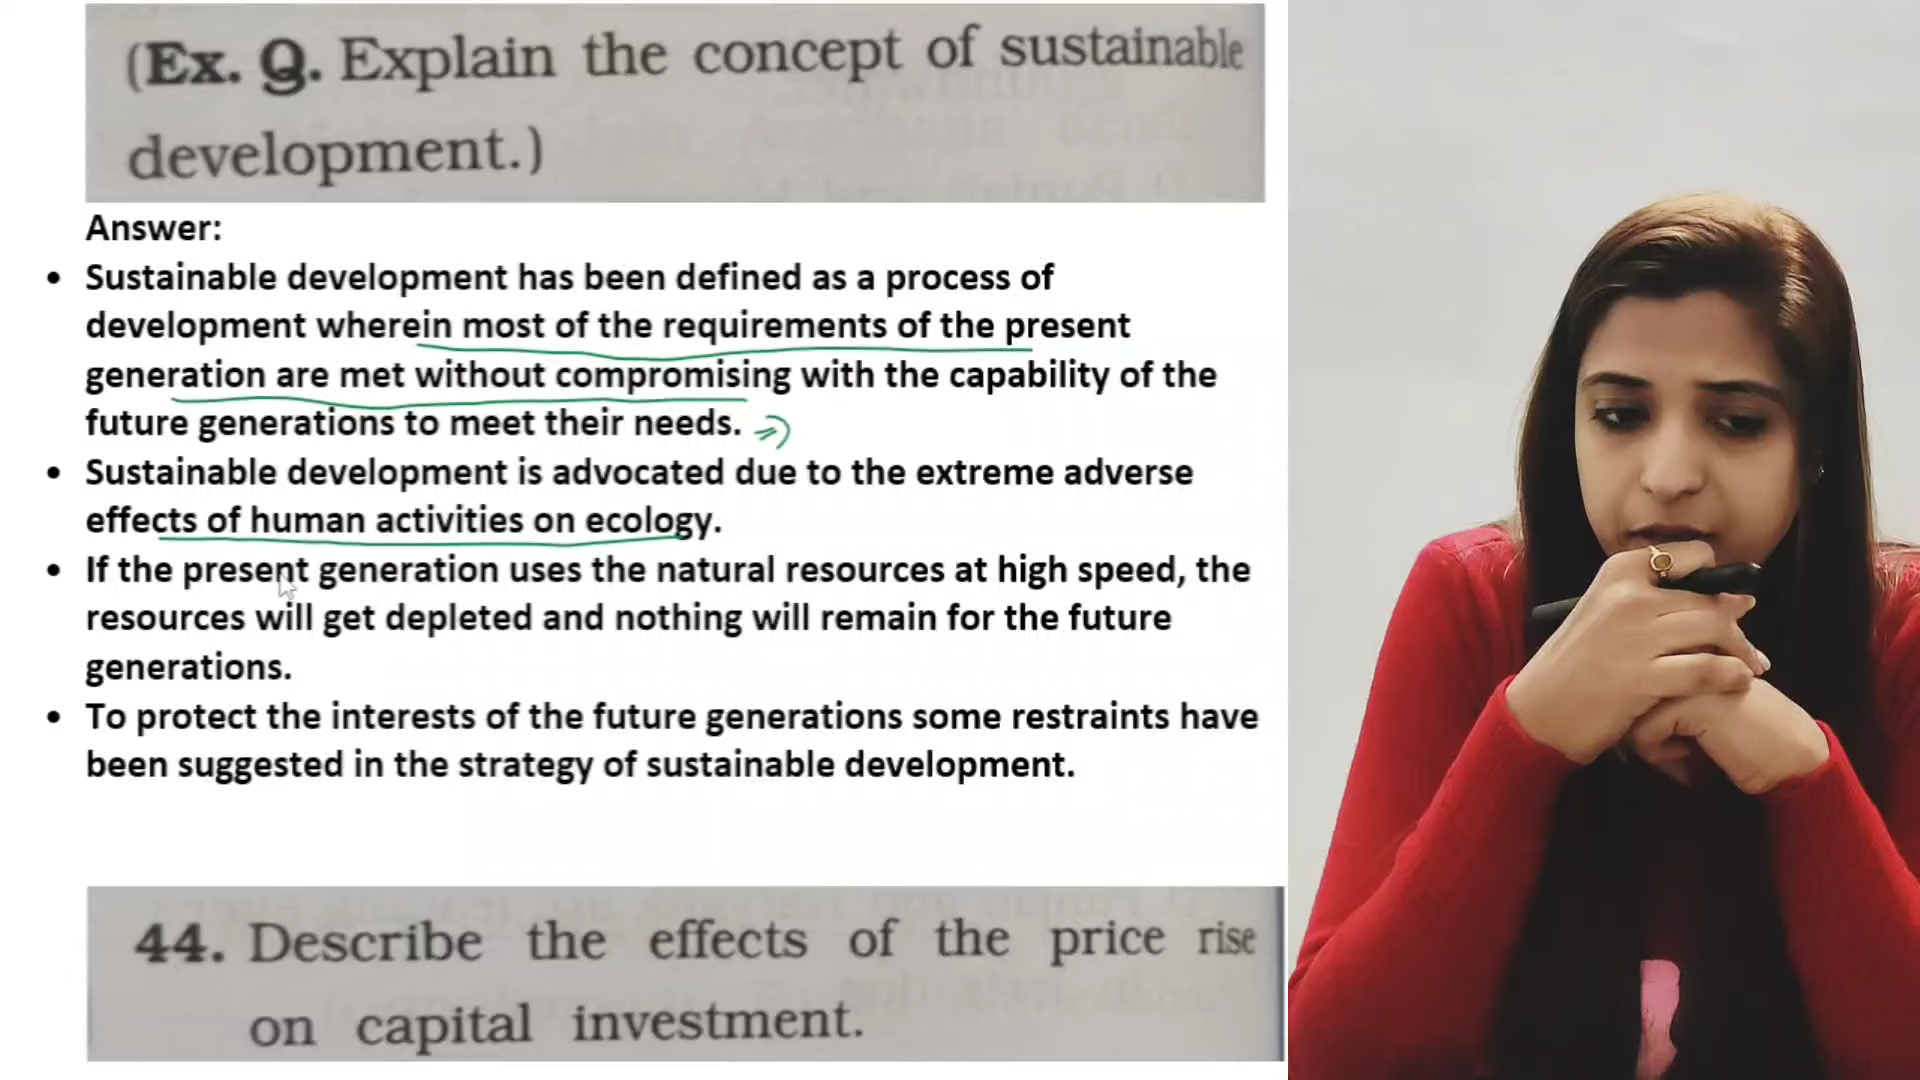 (Ex. Q. Explain the concept of sustainable
development.)
Answer:
• Sustainable development has been defined as a process of
development wherein most of the requirements of the present
generation are met without compromising with the capability of the
future generations to meet their needs.
• Sustainable development is advocated due to the extreme adverse
effects of human activities on ecology.
• If the present generation uses the natural resources at high speed, the
resources will get depleted and nothing will remain for the future
generations.
• To protect the interests of the future generations some restraints have
been suggested in the strategy of sustainable development.
44. Describe the effects of the price rise
on capital investment.